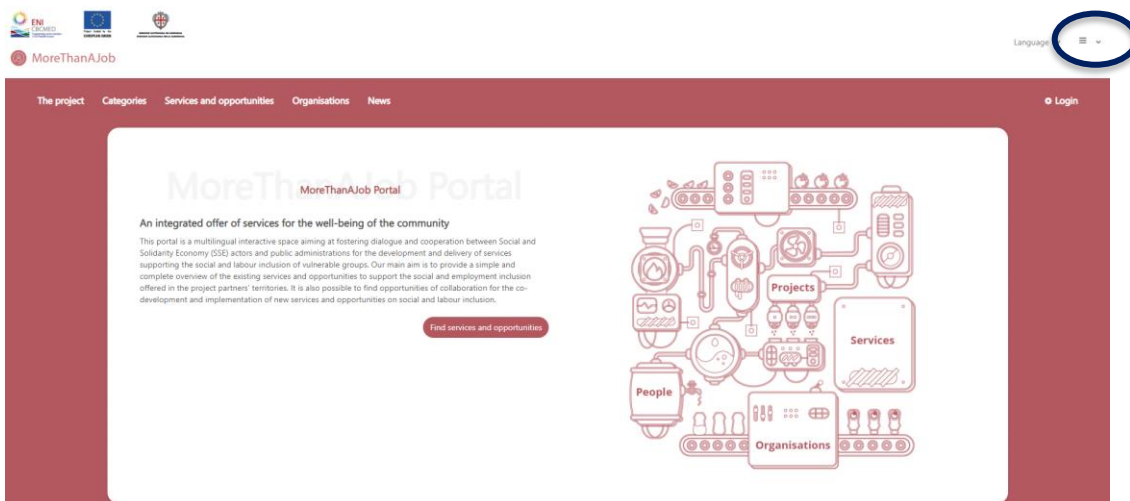 ENI
CBCMED
EUROPEAN UNION
MoreThanAJob
Language
The project Categories Services and opportunities Organisations News
Login
MoreThanAJob Portal
MoreThanAJob Portal
An integrated offer of services for the well-being of the community
This portal is a multilingual interactive space aiming at fostering dialogue and cooperation between Social and
Solidarity Economy (SSE) actors and public administrations for the development and delivery of services
supporting the social and labour inclusion of vulnerable groups. Our main aim is to provide a simple and
complete overview of the existing services and opportunities to support the social and employment inclusion
offered in the project partners' territories. It is also possible to find opportunities of collaboration for the co-
development and implementation of new services and opportunities on social and labour inclusion.
Find services and opportunities
Projects
Services
People
Organisations